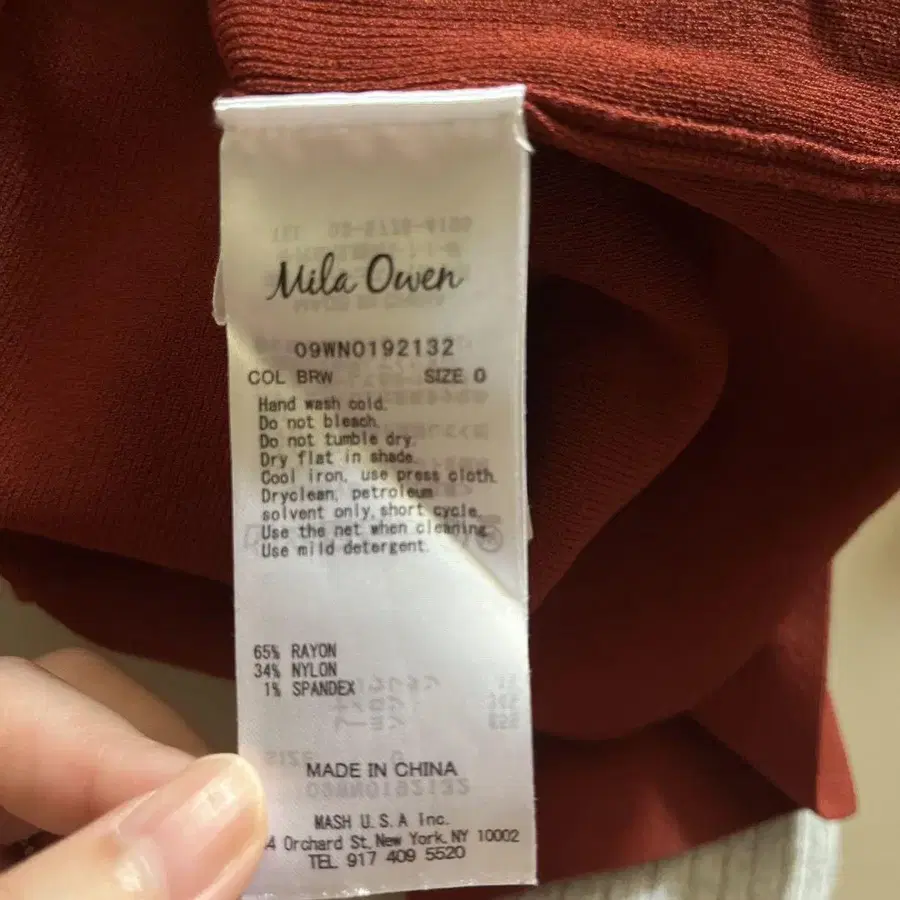 Mila Owen
09WN0192132
COL BRW SIZE 0
Hand wash cold.
Do not bleach.
Do not tumble dry.
Dry flat in shade.
Cool iron, use press cloth.
Dryclean, petroleum
solvent only, short cycle.
Use the net when cleaning.
Use mild detergent.
65% RAYON
34% NYLON
1% SPANDEX
MADE IN CHINA
MASH U.S.A Inc.
4 Orchard St, New York, NY 10002
TEL 917 409 5520